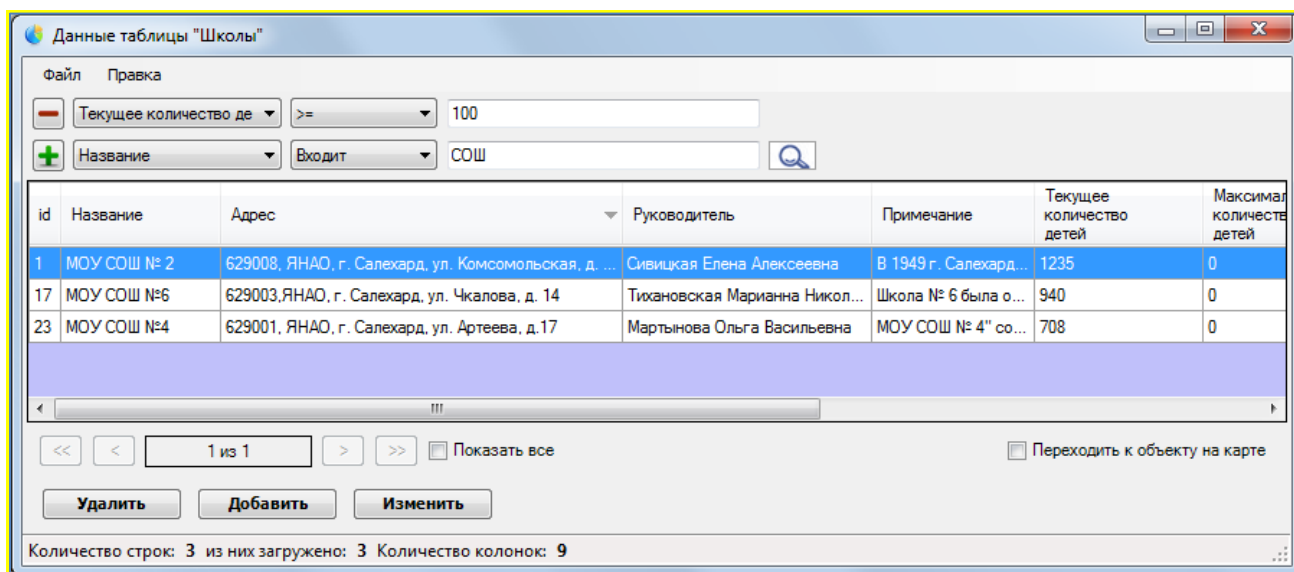 Данные таблицы "Школы"
Файл Правка
Текущее количество де >= 100
Название Входит СОШ
id Название Адрес Руководитель Примечание Текущее количество детей Максимал количеств детей
1 МОУ СОШ № 2 629008, ЯНАО, г. Салехард, ул. Комсомольская, д. ... Сивицкая Елена Алексеевна В 1949 г. Салехард... 1235 0
17 МОУ СОШ №6 629003,ЯНАО, г. Салехард, ул. Чкалова, д. 14 Тихановская Марианна Никол... Школа № 6 была о... 940 0
23 МОУ СОШ №4 629001, ЯНАО, г. Салехард, ул. Артеева, д.17 Мартынова Ольга Васильевна МОУ СОШ № 4" со... 708 0
<< < 1 из 1 > >> Показать все Переходить к объекту на карте
Удалить Добавить Изменить
Количество строк: 3 из них загружено: 3 Количество колонок: 9